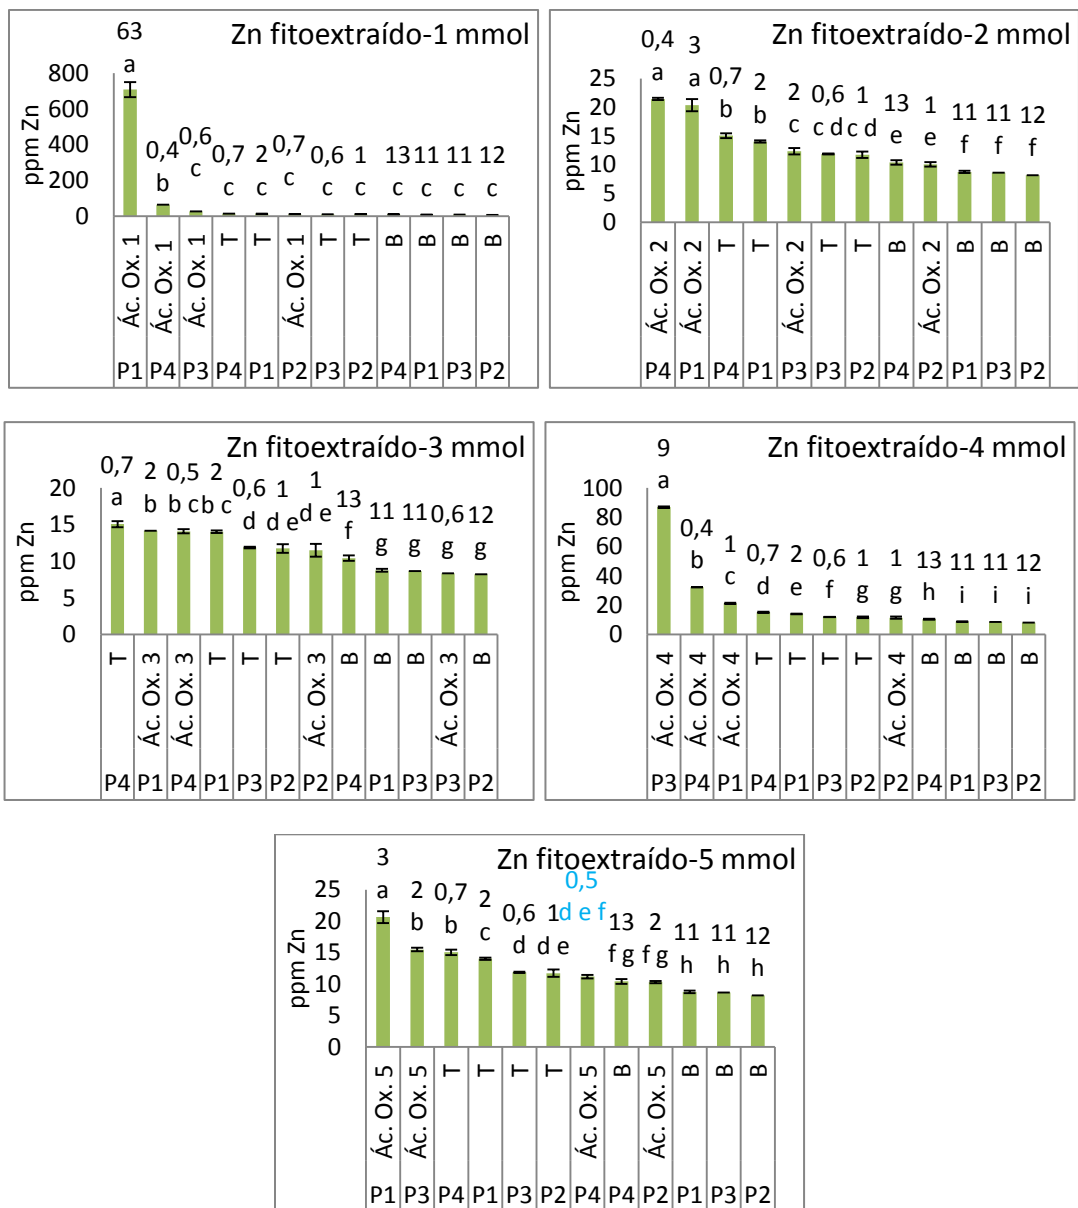 Zn fitoextraído-1 mmol
63 0,4 0,6 0,7 2 0,7 0,6 1 13 11 11 12
a b c c c c c c c c c c
ppm Zn
800
600
400
200
0
Ác. Ox. 1 Ác. Ox. 1 Ác. Ox. 1 T T Ác. Ox. 1 T T B B B B
P1 P4 P3 P4 P1 P2 P3 P2 P4 P1 P3 P2
Zn fitoextraído-2 mmol
0,4 3 0,7 2 2 0,6 1 13 1 11 11 12
a a b b c c d c d e e f f f
ppm Zn
25
20
15
10
5
0
Ác. Ox. 2 Ác. Ox. 2 T T Ác. Ox. 2 T T B Ác. Ox. 2 B B B
P4 P1 P4 P1 P3 P3 P2 P4 P2 P1 P3 P2
Zn fitoextraído-3 mmol
0,7 2 0,5 2 0,6 1 1 13 11 11 0,6 12
a b b c b c d d e d e f g g g g
ppm Zn
20
15
10
5
0
T Ác. Ox. 3 Ác. Ox. 3 T T T Ác. Ox. 3 B B B Ác. Ox. 3 B
P4 P1 P4 P1 P3 P2 P2 P4 P1 P3 P3 P2
Zn fitoextraído-4 mmol
9 0,4 1 0,7 2 0,6 1 1 13 11 11 12
a b c d e f g g h i i i
ppm Zn
100
80
60
40
20
0
Ác. Ox. 4 Ác. Ox. 4 Ác. Ox. 4 T T T T Ác. Ox. 4 B B B B
P3 P4 P1 P4 P1 P3 P2 P2 P4 P1 P3 P2
Zn fitoextraído-5 mmol
3 2 0,7 2 0,6 1 0,5 13 2 11 11 12
a b b c d d e d e f f g f g h h h
ppm Zn
25
20
15
10
5
0
Ác. Ox. 5 Ác. Ox. 5 T T T T Ác. Ox. 5 B Ác. Ox. 5 B B B
P1 P3 P4 P1 P3 P2 P4 P4 P2 P1 P3 P2